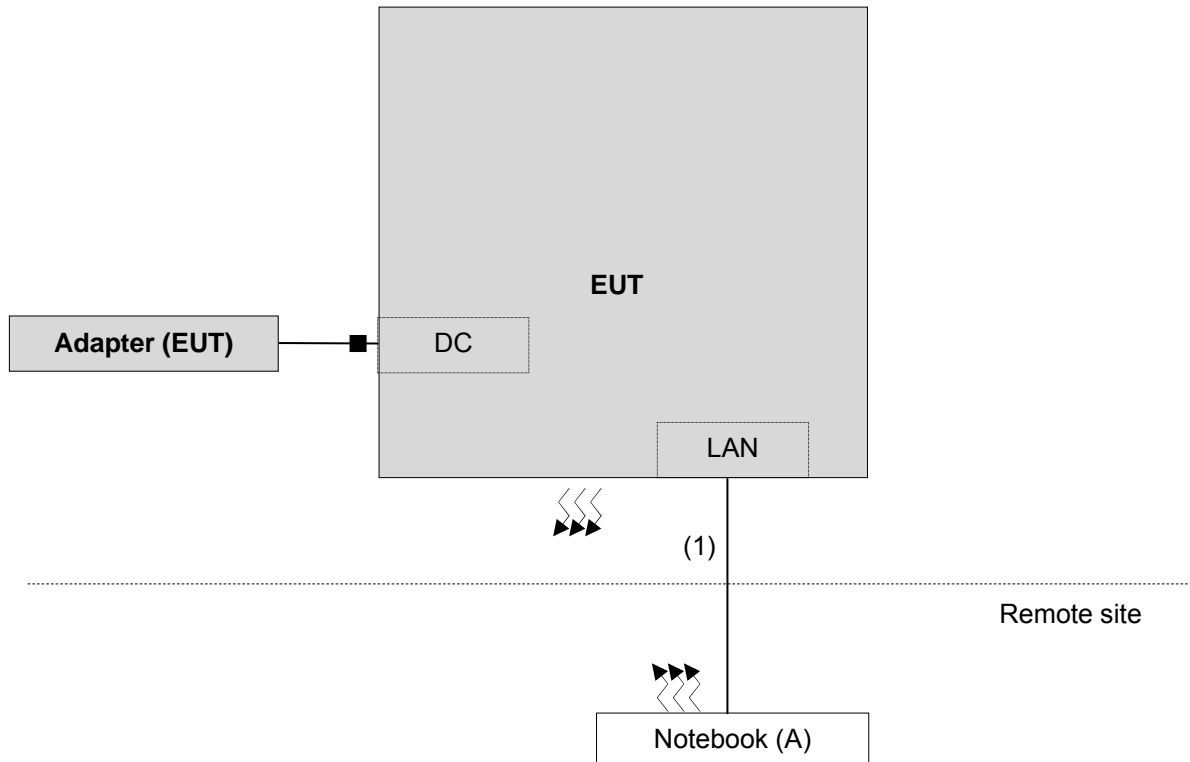 EUT
Adapter (EUT)
DC
LAN
(1)
Remote site
Notebook (A)